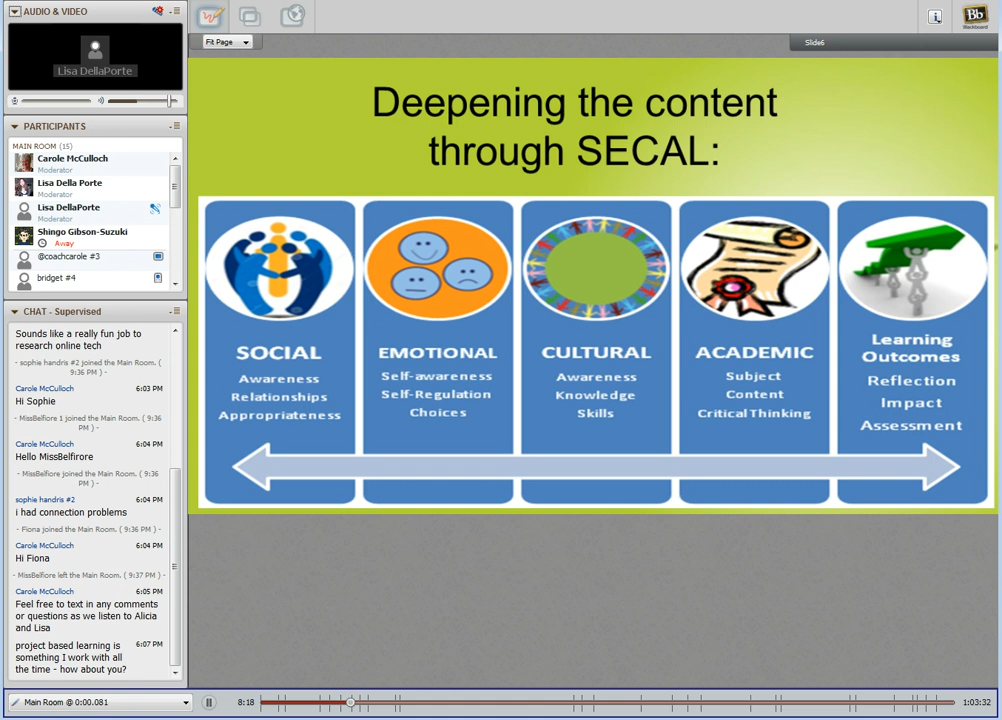 AUDIO & VIDEO
Lisa DellaPorte
PARTICIPANTS
MAIN ROOM (15)
Carole McCulloch
Moderator
Lisa Della Porte
Moderator
Lisa DellaPorte
Moderator
Shingo Gibson-Suzuki
Away
@coachcarole #3
bridget #4
CHAT - Supervised
Sounds like a really fun job to
research online tech
- sophie handris #2 joined the Main Room. (
9:36 PM ) -
Carole McCulloch 6:03 PM
Hi Sophie
- MissBelfiore 1 joined the Main Room. ( 9:36
PM ) -
Carole McCulloch 6:04 PM
Hello MissBelfirore
- MissBelfiore joined the Main Room. ( 9:36
PM ) -
sophie handris #2 6:04 PM
i had connection problems
- Fiona joined the Main Room. ( 9:36 PM ) -
Carole McCulloch 6:04 PM
Hi Fiona
- MissBelfiore left the Main Room. ( 9:37 PM ) -
Carole McCulloch 6:05 PM
Feel free to text in any comments
or questions as we listen to Alicia
and Lisa
project based learning is 6:07 PM
something I work with all
the time - how about you?
Fit Page
Slide6
Bb
Blackboard
Deepening the content
through SECAL:
SOCIAL
Awareness
Relationships
Appropriateness
EMOTIONAL
Self-awareness
Self-Regulation
Choices
CULTURAL
Awareness
Knowledge
Skills
ACADEMIC
Subject
Content
Critical Thinking
Learning
Outcomes
Reflection
Impact
Assessment
Main Room @ 0:00.081
8:18
1:03:32